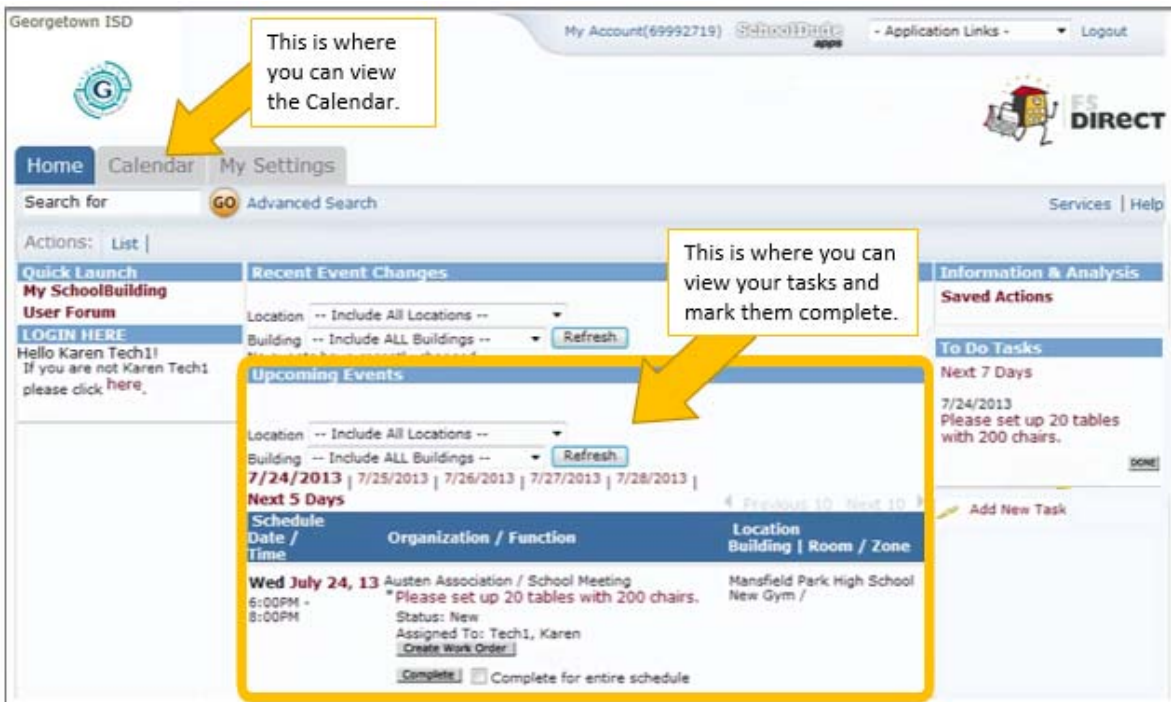 Georgetown ISD
My Account(69992719) SchoolDude apps - Application Links - Logout
This is where
you can view
the Calendar.
G
FS
DIRECT
Home Calendar My Settings
Search for GO Advanced Search Services | Help
Actions: List |
This is where you can
view your tasks and
mark them complete.
Quick Launch
My SchoolBuilding
User Forum
LOGIN HERE
Hello Karen Tech1!
If you are not Karen Tech1
please click here.
Recent Event Changes
Location -- Include All Locations --
Building -- Include ALL Buildings -- Refresh
Upcoming Events
Location -- Include All Locations --
Building -- Include ALL Buildings -- Refresh
7/24/2013 | 7/25/2013 | 7/26/2013 | 7/27/2013 | 7/28/2013 |
Next 5 Days
Previous 10 Next 10
Schedule
Date /
Time
Organization / Function
Location
Building | Room / Zone
Wed July 24, 13
6:00PM -
8:00PM
Austen Association / School Meeting
*Please set up 20 tables with 200 chairs.
Status: New
Assigned To: Tech1, Karen
Create Work Order
Complete Complete for entire schedule
Mansfield Park High School
New Gym /
Information & Analysis
Saved Actions
To Do Tasks
Next 7 Days
7/24/2013
Please set up 20 tables
with 200 chairs.
DONE
Add New Task